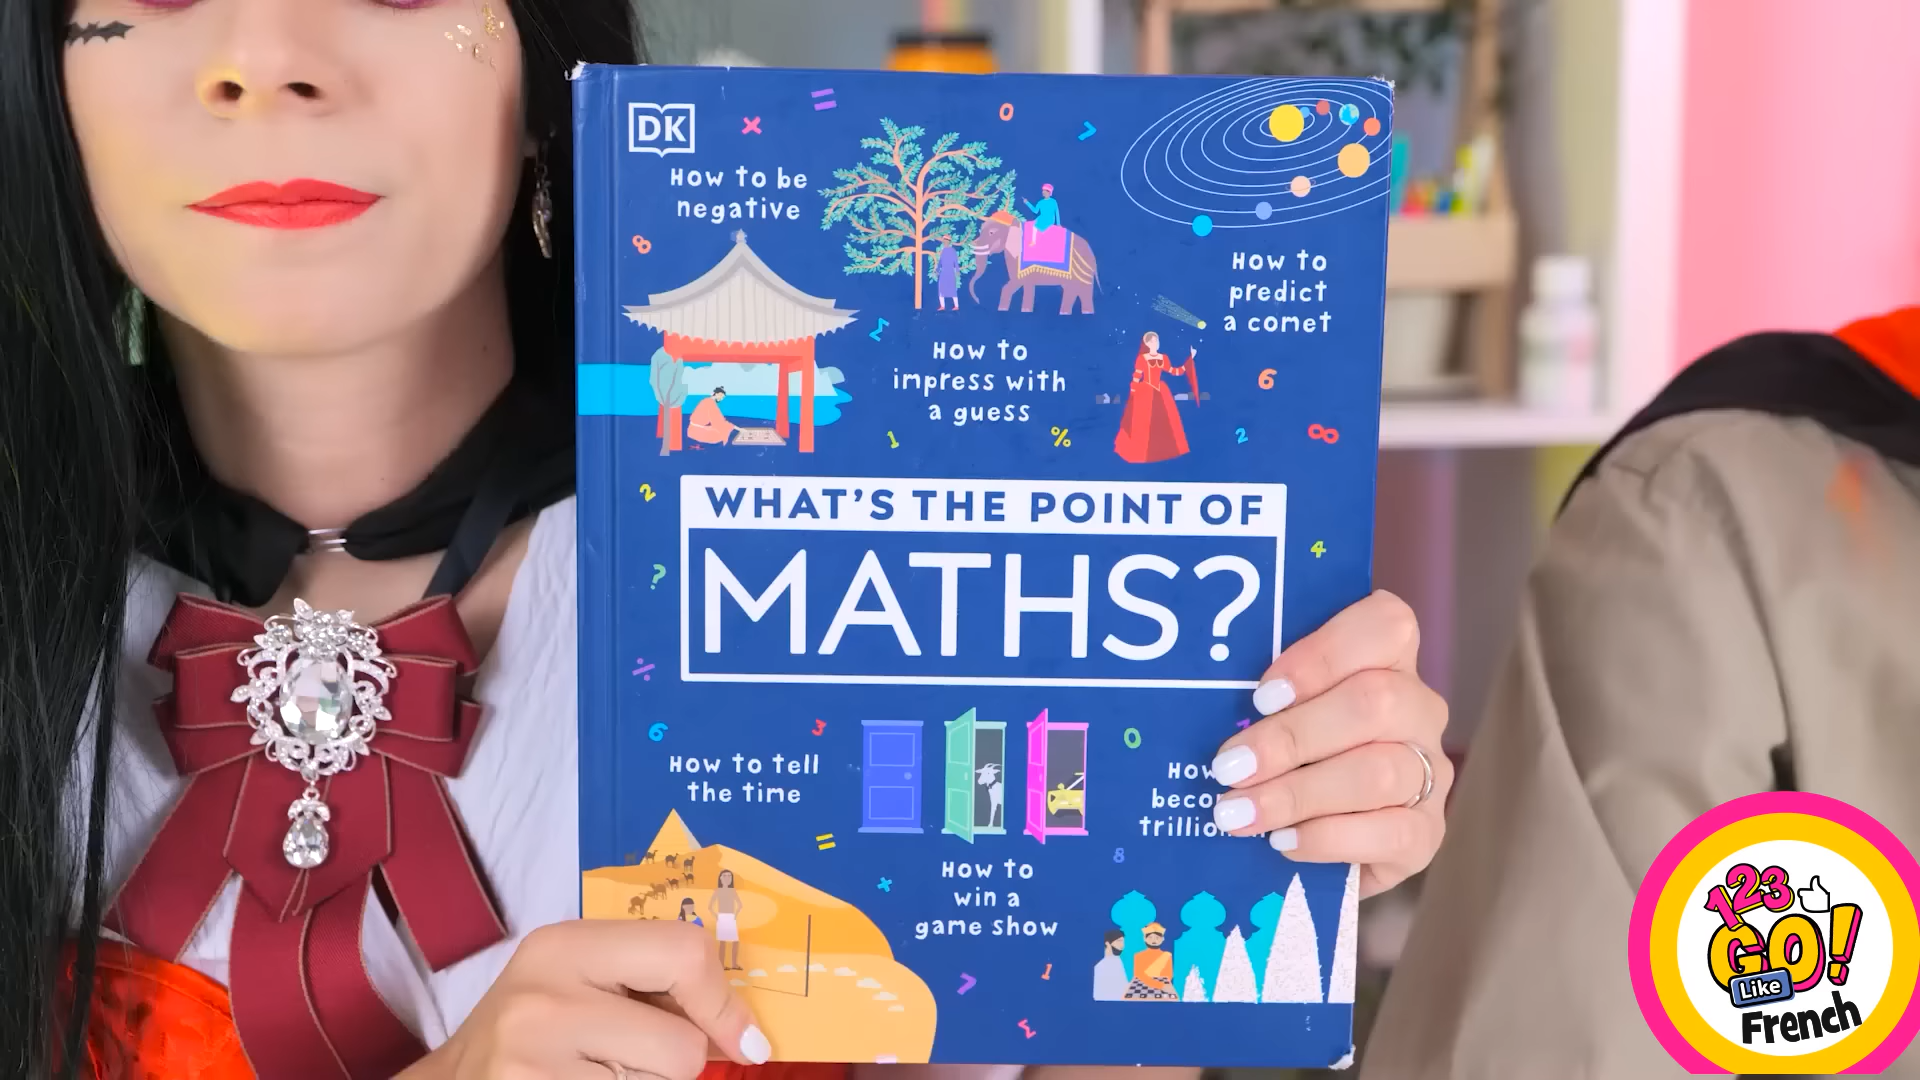 DK
How to be
negative
How to
predict
a comet
How to
impress with
a guess
WHAT'S THE POINT OF
MATHS?
How to tell
the time
How
How to
win a
game show
123
GO!
Like
French